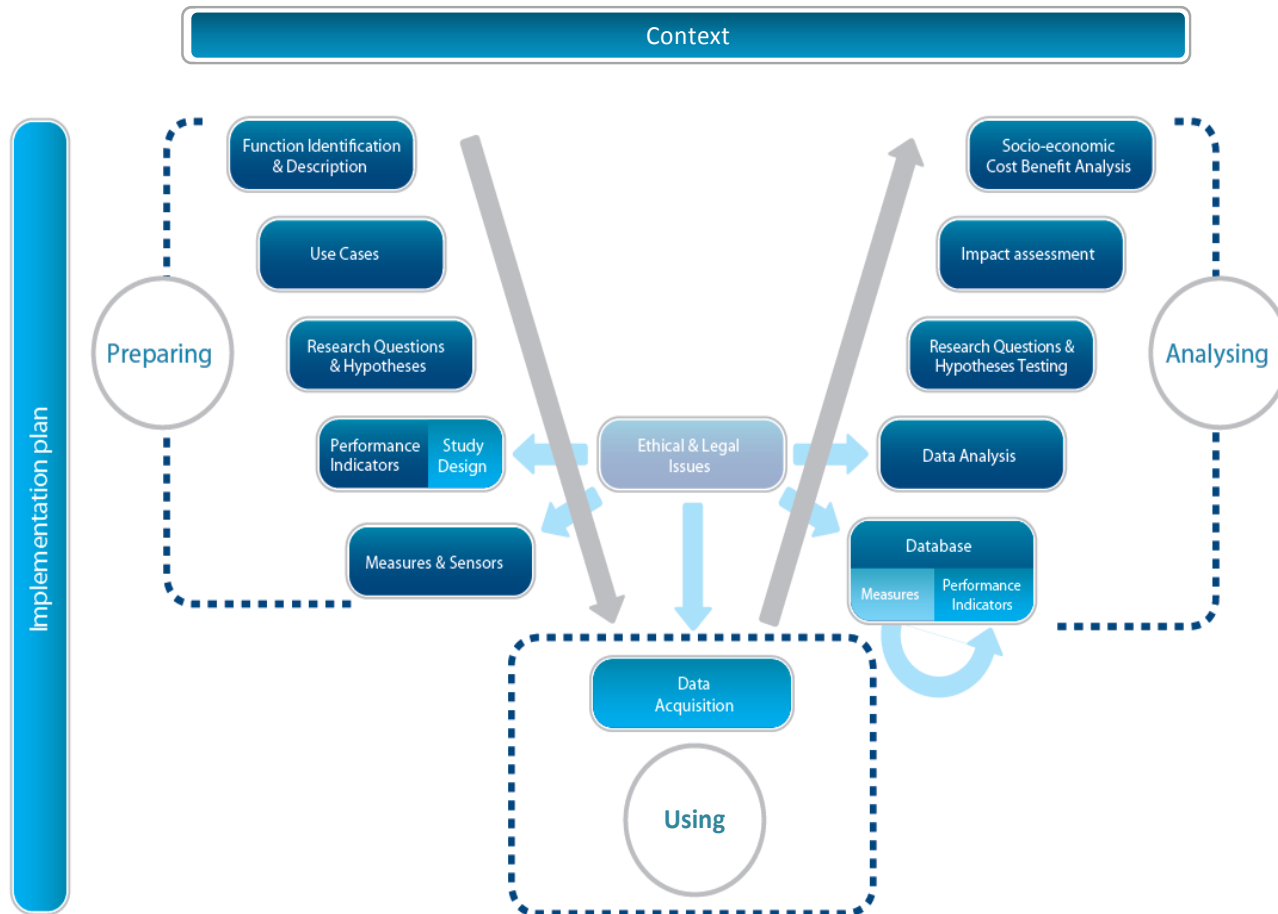 Context
Implementation plan
Preparing
Function Identification
& Description
Use Cases
Research Questions
& Hypotheses
Performance
Indicators
Study
Design
Measures & Sensors
Ethical & Legal
Issues
Data
Acquisition
Using
Socio-economic
Cost Benefit Analysis
Impact assessment
Research Questions &
Hypotheses Testing
Data Analysis
Database
Measures
Performance
Indicators
Analysing